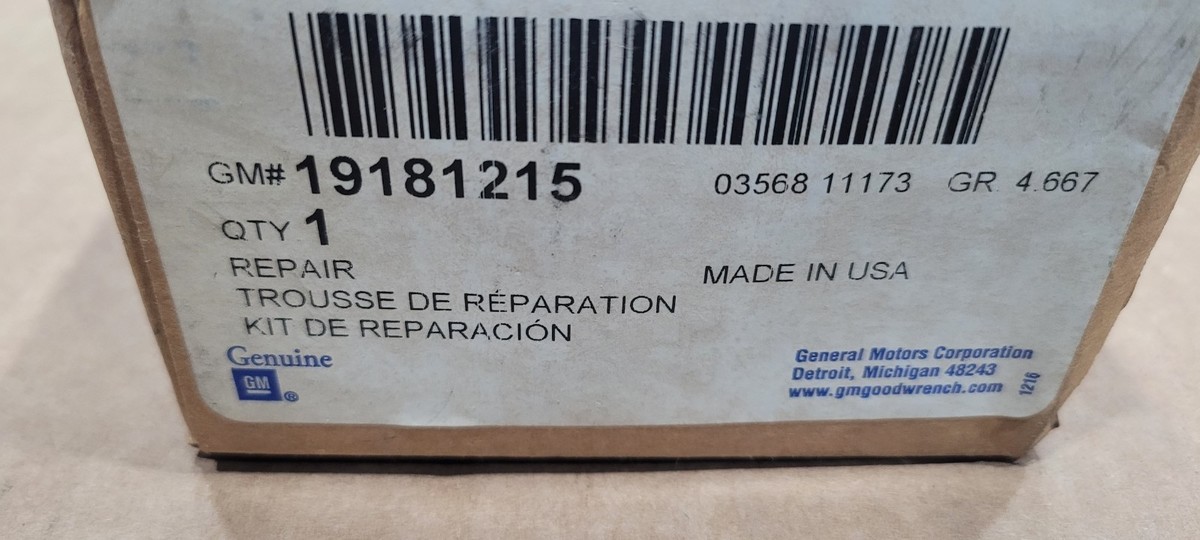 GM# 19181215 03568 11173 GR. 4.667
QTY 1
REPAIR MADE IN USA
TROUSSE DE RÉPARATION
KIT DE REPARACIÓN
Genuine
GM ®
General Motors Corporation
Detroit, Michigan 48243
www.gmgoodwrench.com
1216